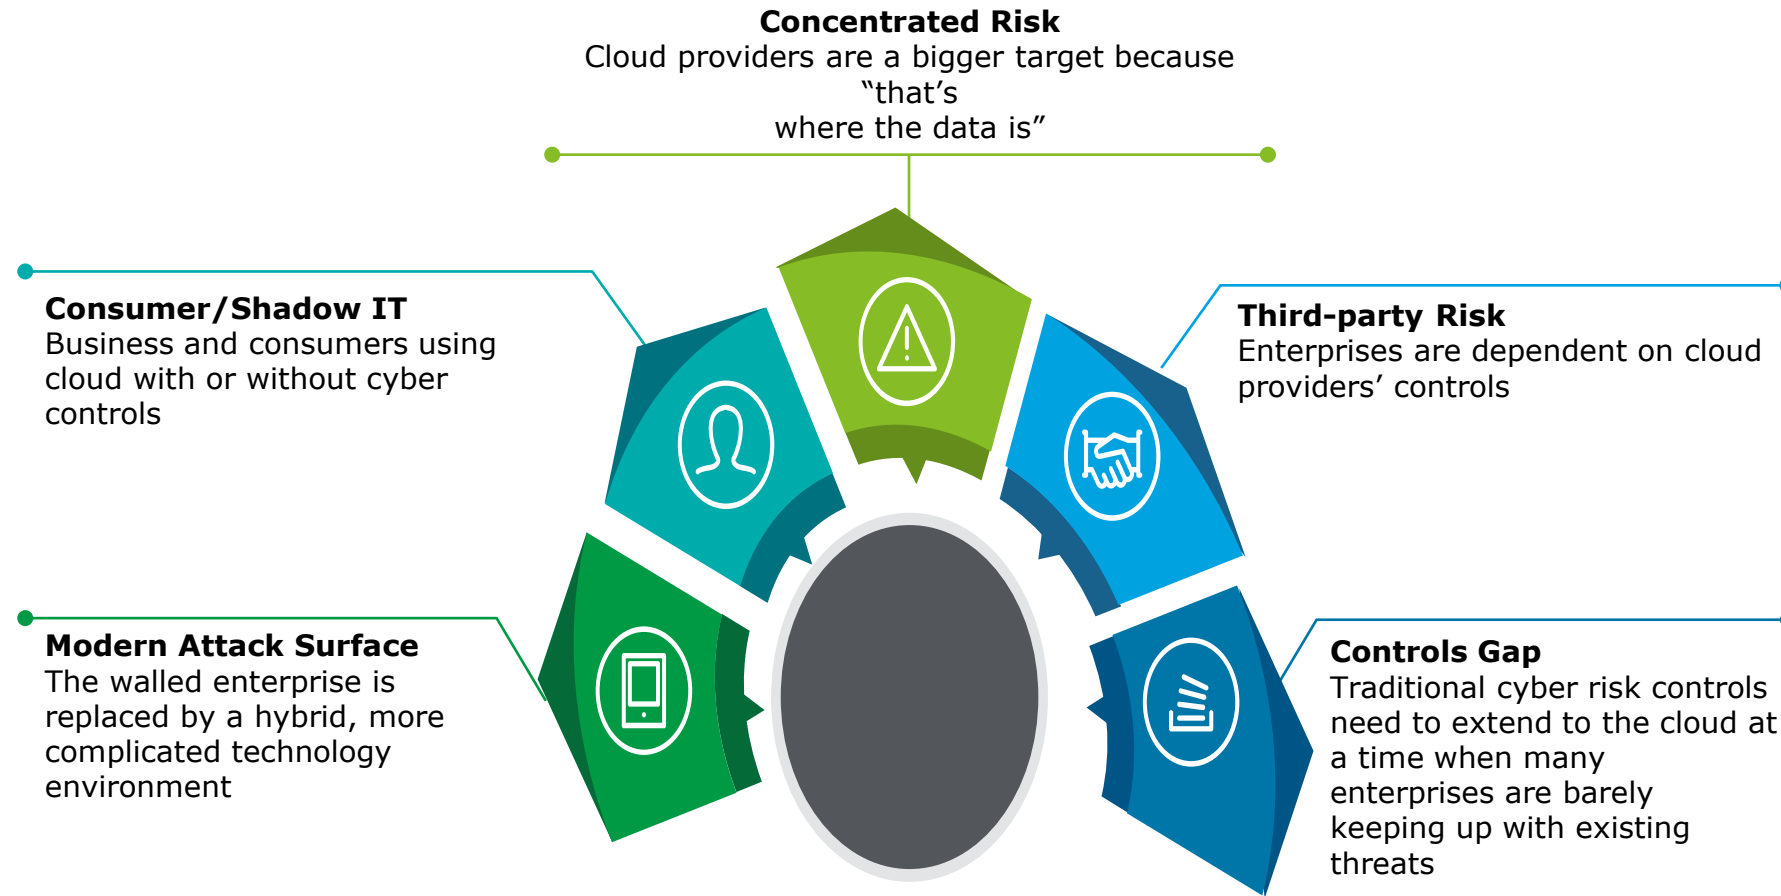 Concentrated Risk
Cloud providers are a bigger target because
“that’s
where the data is”
Consumer/Shadow IT
Business and consumers using
cloud with or without cyber
controls
Third-party Risk
Enterprises are dependent on cloud
providers’ controls
Modern Attack Surface
The walled enterprise is
replaced by a hybrid, more
complicated technology
environment
Controls Gap
Traditional cyber risk controls
need to extend to the cloud at
a time when many
enterprises are barely
keeping up with existing
threats